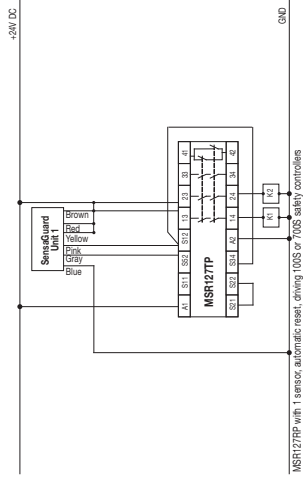 +24V DC
GND
SensaGuard
Unit 1
Brown
Red
Yellow
Pink
Gray
Blue
A1
S11
S52
S12
13
23
33
41
MSR127TP
S21
S22
S34
A2
14
24
34
42
K1
K2
MSR127RP with 1 sensor, automatic reset, driving 100S or 700S safety controllers